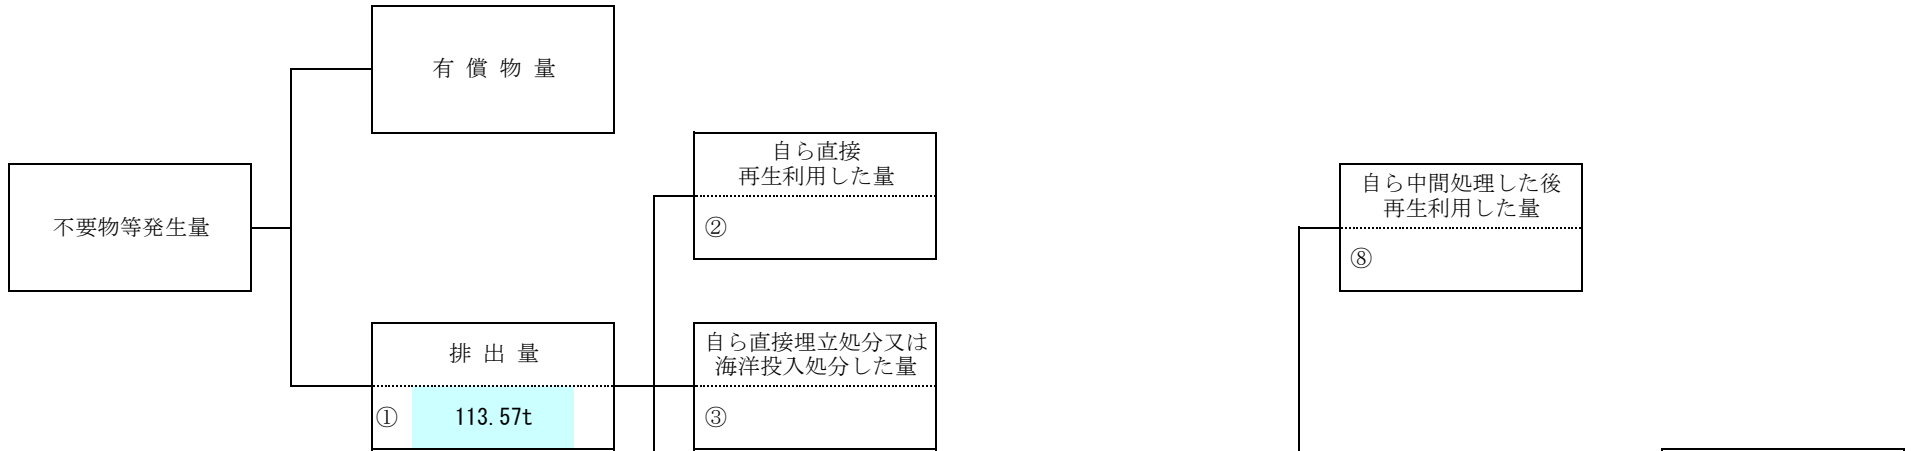 有 償 物 量
自ら直接
再生利用した量
②
不要物等発生量
自ら中間処理した後
再生利用した量
⑧
排 出 量
① 113.57t
自ら直接埋立処分又は
海洋投入処分した量
③